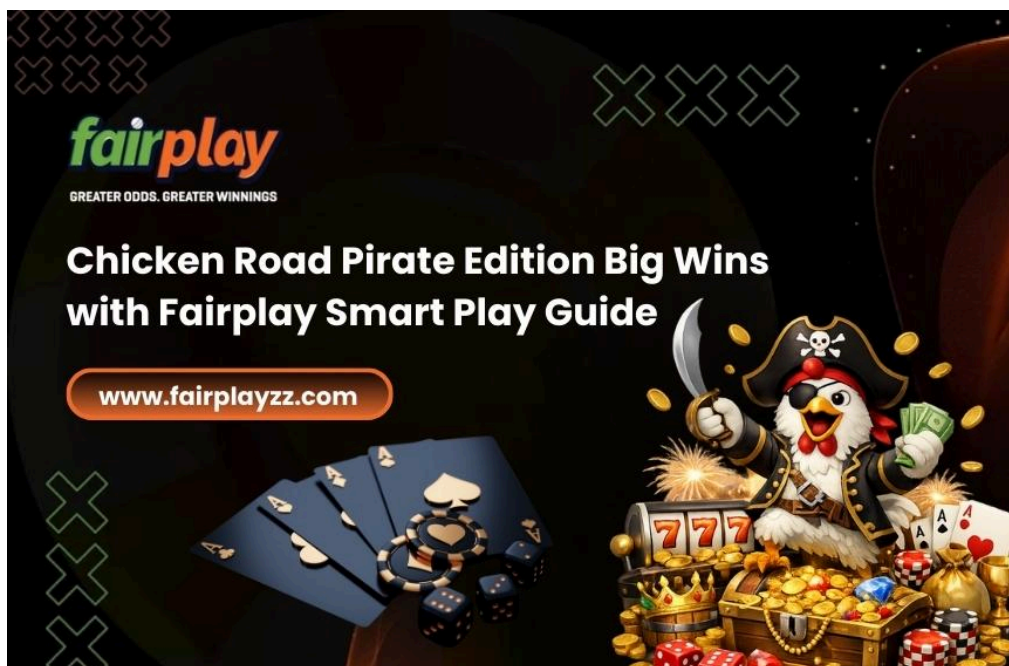 fairplay
GREATER ODDS. GREATER WINNINGS
Chicken Road Pirate Edition Big Wins
with Fairplay Smart Play Guide
www.fairplayzz.com
A
A
A
A
777
A
A
A